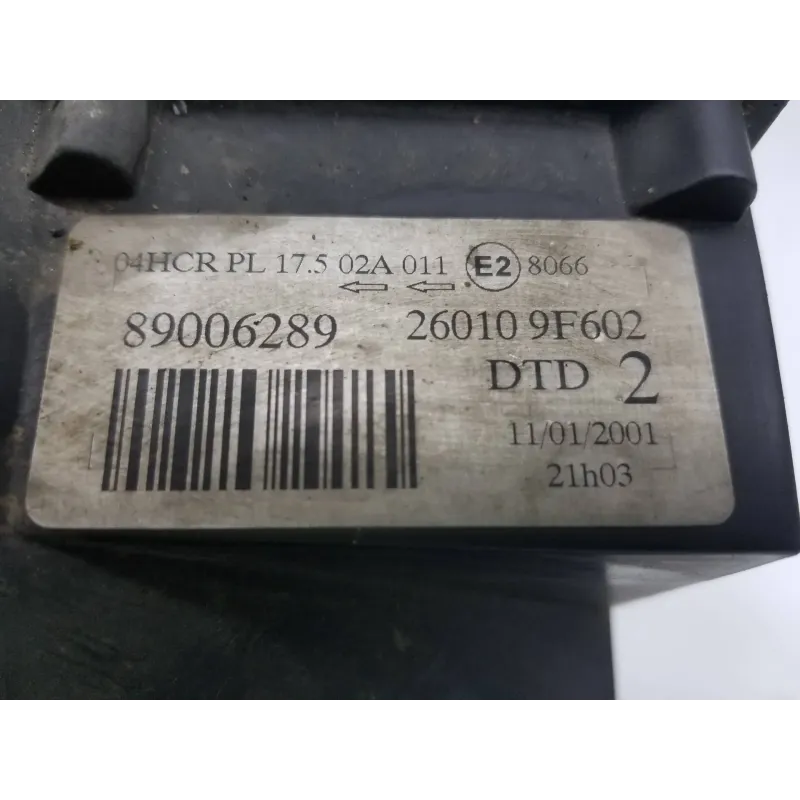 04HCR PL 17.5 02A 011 E2 8066
89006289 26010 9F602
DTD 2
11/01/2001
21h03